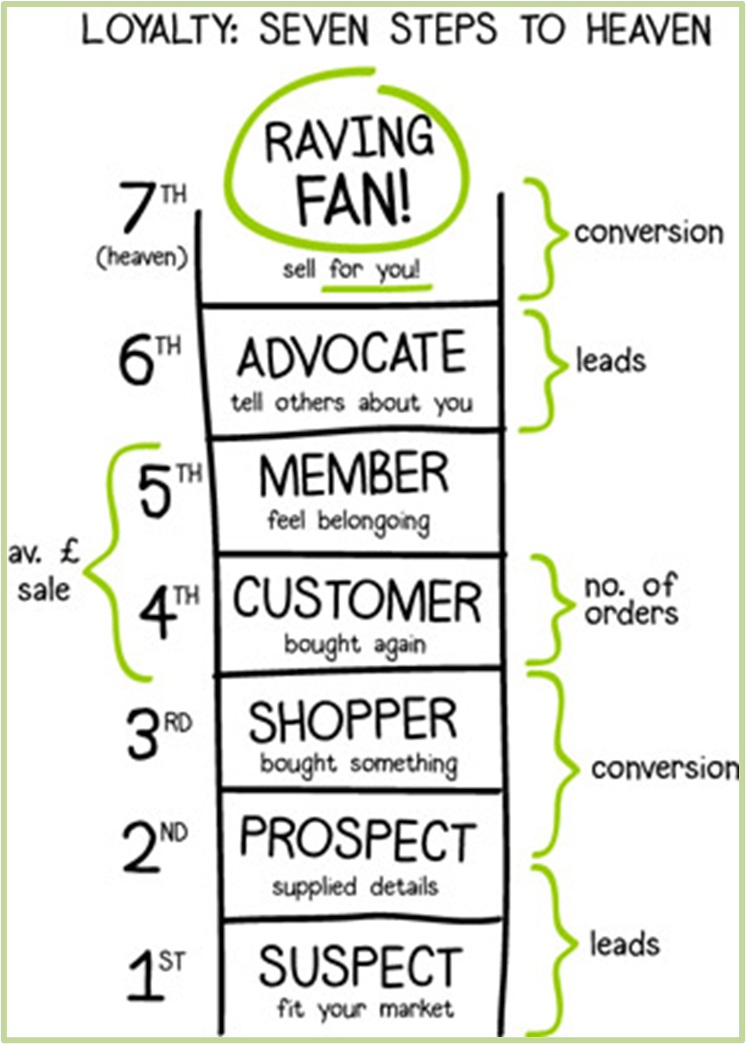 LOYALTY: SEVEN STEPS TO HEAVEN
RAVING
FAN!
7TH
(heaven)
sell for you!
conversion
6TH
ADVOCATE
tell others about you
leads
5TH
MEMBER
feel belongoing
av. £
sale
4TH
CUSTOMER
bought again
no. of
orders
3RD
SHOPPER
bought something
conversion
2ND
PROSPECT
supplied details
leads
1ST
SUSPECT
fit your market